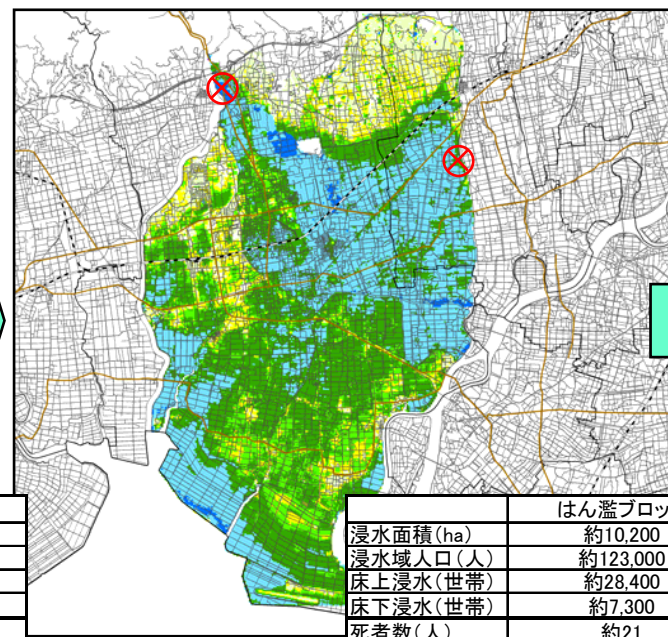 はん濫ブロッ
浸水面積(ha) 約10,200
浸水域人口(人) 約123,000
床上浸水(世帯) 約28,400
床下浸水(世帯) 約7,300
死者数(人) 約21